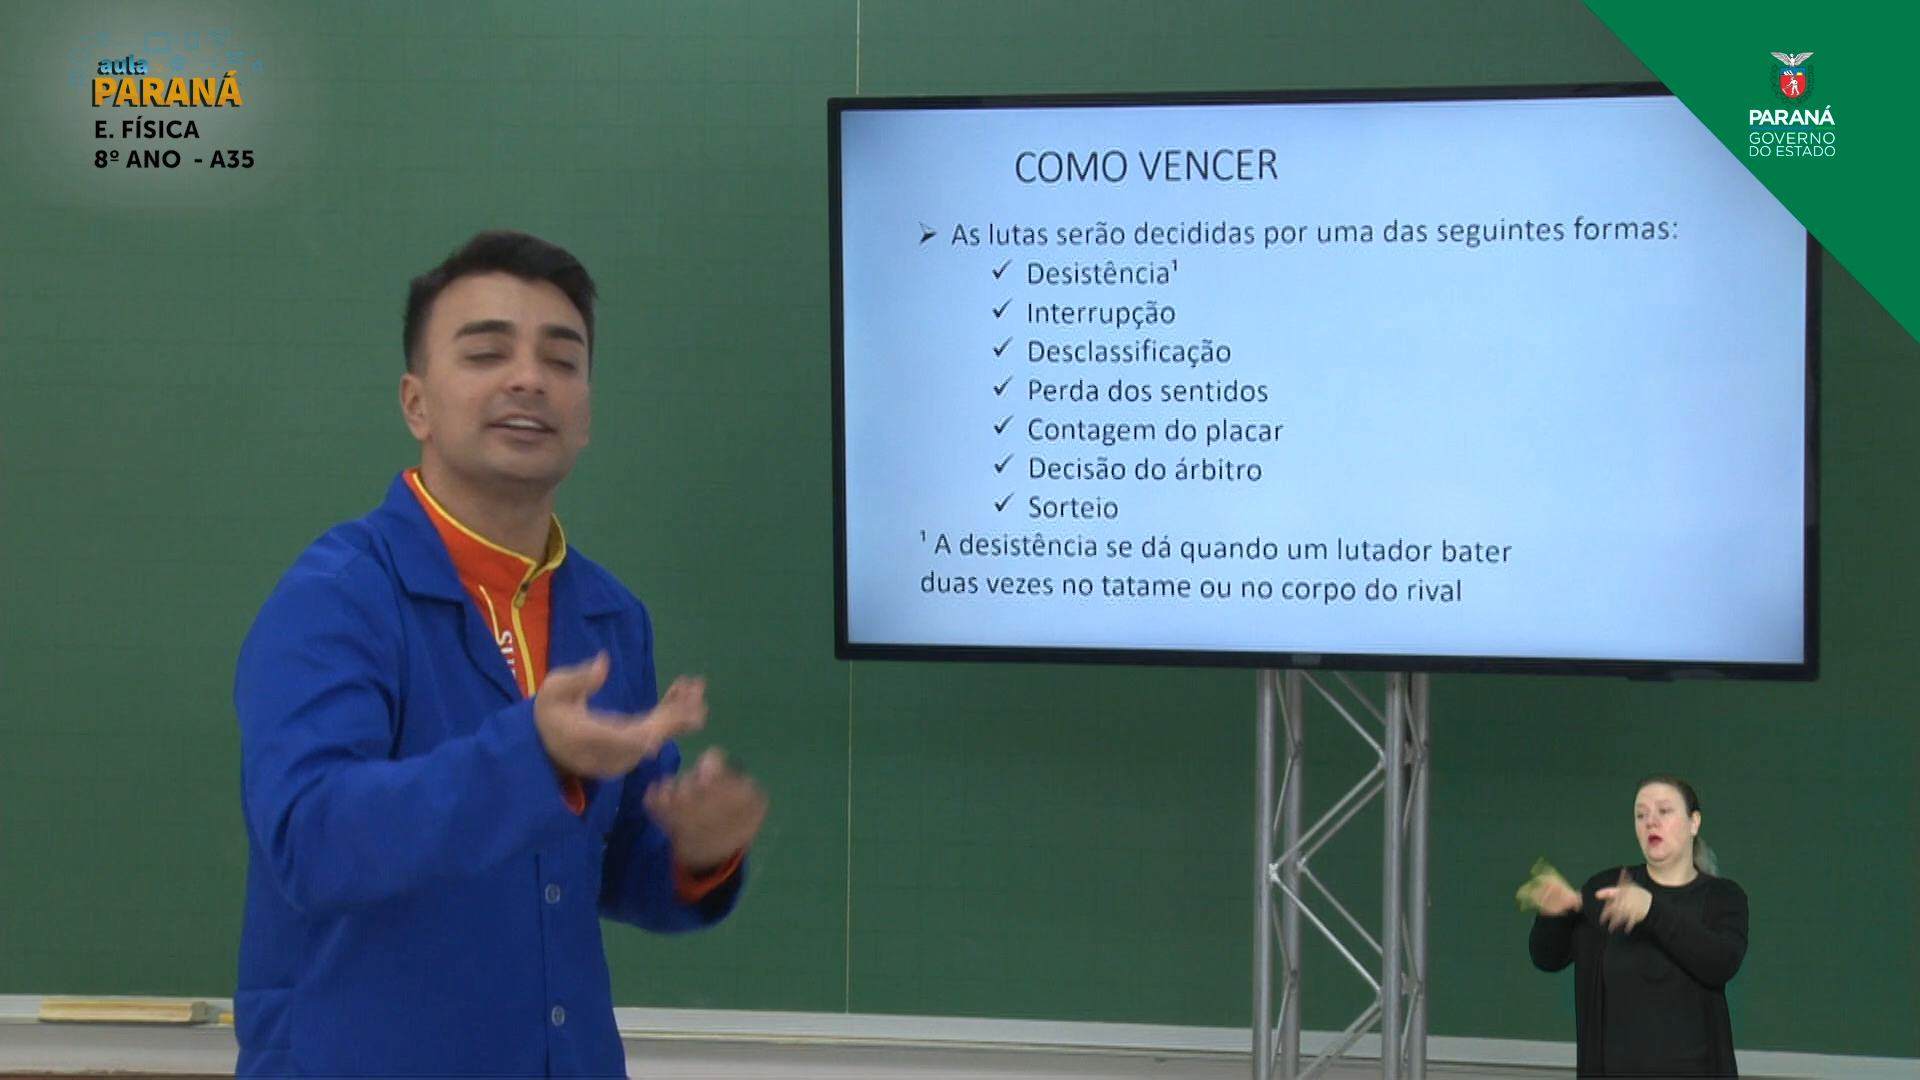 aula
PARANÁ
E. FÍSICA
8º ANO - A35
PARANÁ
GOVERNO
DO ESTADO
COMO VENCER
➢ As lutas serão decididas por uma das seguintes formas:
✓ Desistência¹
✓ Interrupção
✓ Desclassificação
✓ Perda dos sentidos
✓ Contagem do placar
✓ Decisão do árbitro
✓ Sorteio
¹ A desistência se dá quando um lutador bater
duas vezes no tatame ou no corpo do rival